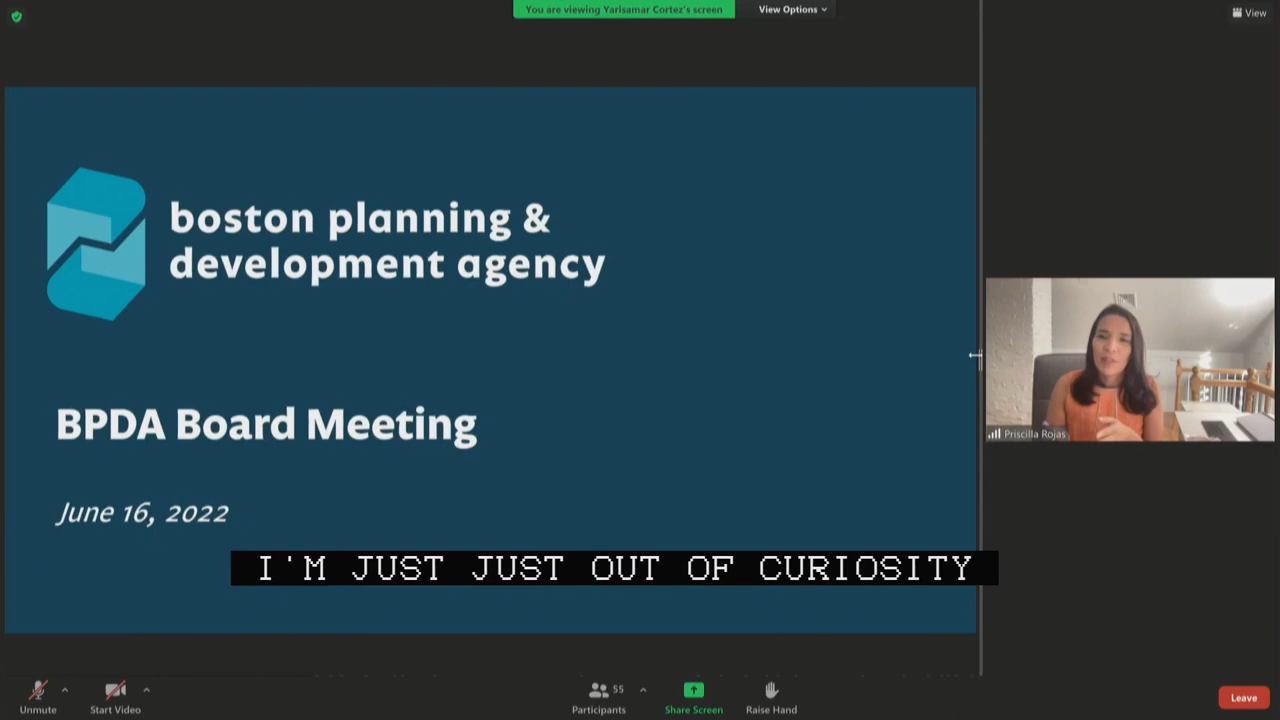 You are viewing Yarisamar Cortez's screen
View Options
View
boston planning &
development agency
BPDA Board Meeting
June 16, 2022
Priscilla Rojas
I'M JUST JUST OUT OF CURIOSITY
Unmute
Start Video
55
Participants
Share Screen
Raise Hand
Leave